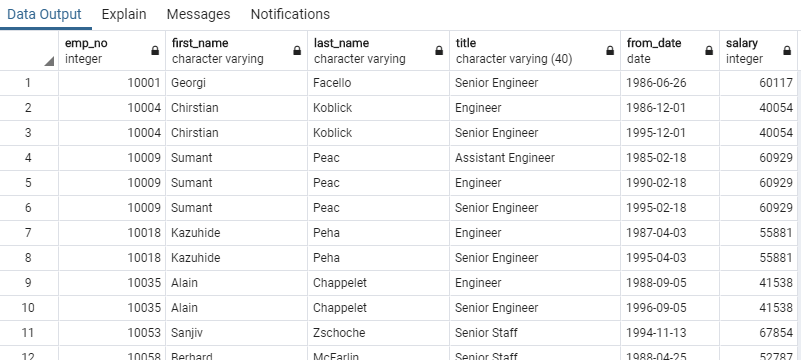 Data Output Explain Messages Notifications
emp_no first_name last_name title from_date salary
integer character varying character varying character varying (40) date integer
1 10001 Georgi Facello Senior Engineer 1986-06-26 60117
2 10004 Chirstian Koblick Engineer 1986-12-01 40054
3 10004 Chirstian Koblick Senior Engineer 1995-12-01 40054
4 10009 Sumant Peac Assistant Engineer 1985-02-18 60929
5 10009 Sumant Peac Engineer 1990-02-18 60929
6 10009 Sumant Peac Senior Engineer 1995-02-18 60929
7 10018 Kazuhide Peha Engineer 1987-04-03 55881
8 10018 Kazuhide Peha Senior Engineer 1995-04-03 55881
9 10035 Alain Chappelet Engineer 1988-09-05 41538
10 10035 Alain Chappelet Senior Engineer 1996-09-05 41538
11 10053 Sanjiv Zschoche Senior Staff 1994-11-13 67854
12 10058 Berhard McFarlin Senior Staff 1988-04-25 52787